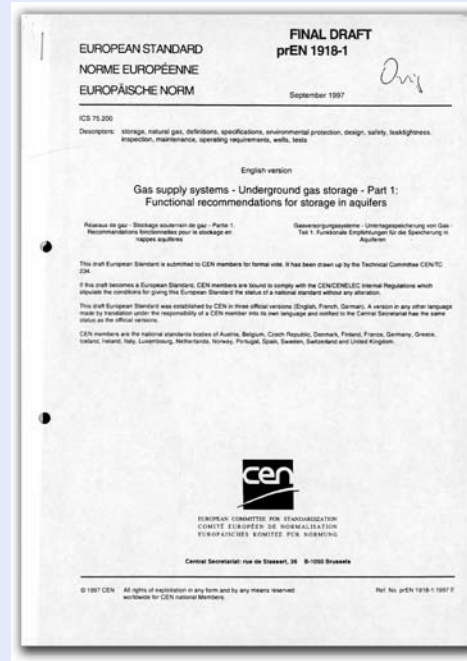 EUROPEAN STANDARD
NORME EUROPÉENNE
EUROPÄISCHE NORM
FINAL DRAFT
prEN 1918-1
Orig
September 1997
ICS 75.200
Descriptors: storage, natural gas, definitions, specifications, environmental protection, design, safety, leaktightness, inspection, maintenance, operating requirements, wells, tests
English version
Gas supply systems - Underground gas storage - Part 1:
Functional recommendations for storage in aquifers
Réseaux de gaz - Stockage souterrain de gaz - Partie 1:
Recommandations fonctionnelles pour le stockage en
nappes aquifères
Gasversorgungssysteme - Untertagespeicherung von Gas -
Teil 1: Funktionale Empfehlungen für die Speicherung in
Aquiferen
This draft European Standard is submitted to CEN members for formal vote. It has been drawn up by the Technical Committee CEN/TC
234.
If this draft becomes a European Standard, CEN members are bound to comply with the CEN/CENELEC Internal Regulations which
stipulate the conditions for giving this European Standard the status of a national standard without any alteration.
This draft European Standard was established by CEN in three official versions (English, French, German). A version in any other language
made by translation under the responsibility of a CEN member into its own language and notified to the Central Secretariat has the same
status as the official versions.
CEN members are the national standards bodies of Austria, Belgium, Czech Republic, Denmark, Finland, France, Germany, Greece,
Iceland, Ireland, Italy, Luxembourg, Netherlands, Norway, Portugal, Spain, Sweden, Switzerland and United Kingdom.
cen
EUROPEAN COMMITTEE FOR STANDARDIZATION
COMITÉ EUROPÉEN DE NORMALISATION
EUROPÄISCHES KOMITEE FÜR NORMUNG
Central Secretariat: rue de Stassart, 36 B-1050 Brussels
© 1997 CEN All rights of exploitation in any form and by any means reserved
worldwide for CEN national Members.
Ref. No. prEN 1918-1:1997 E